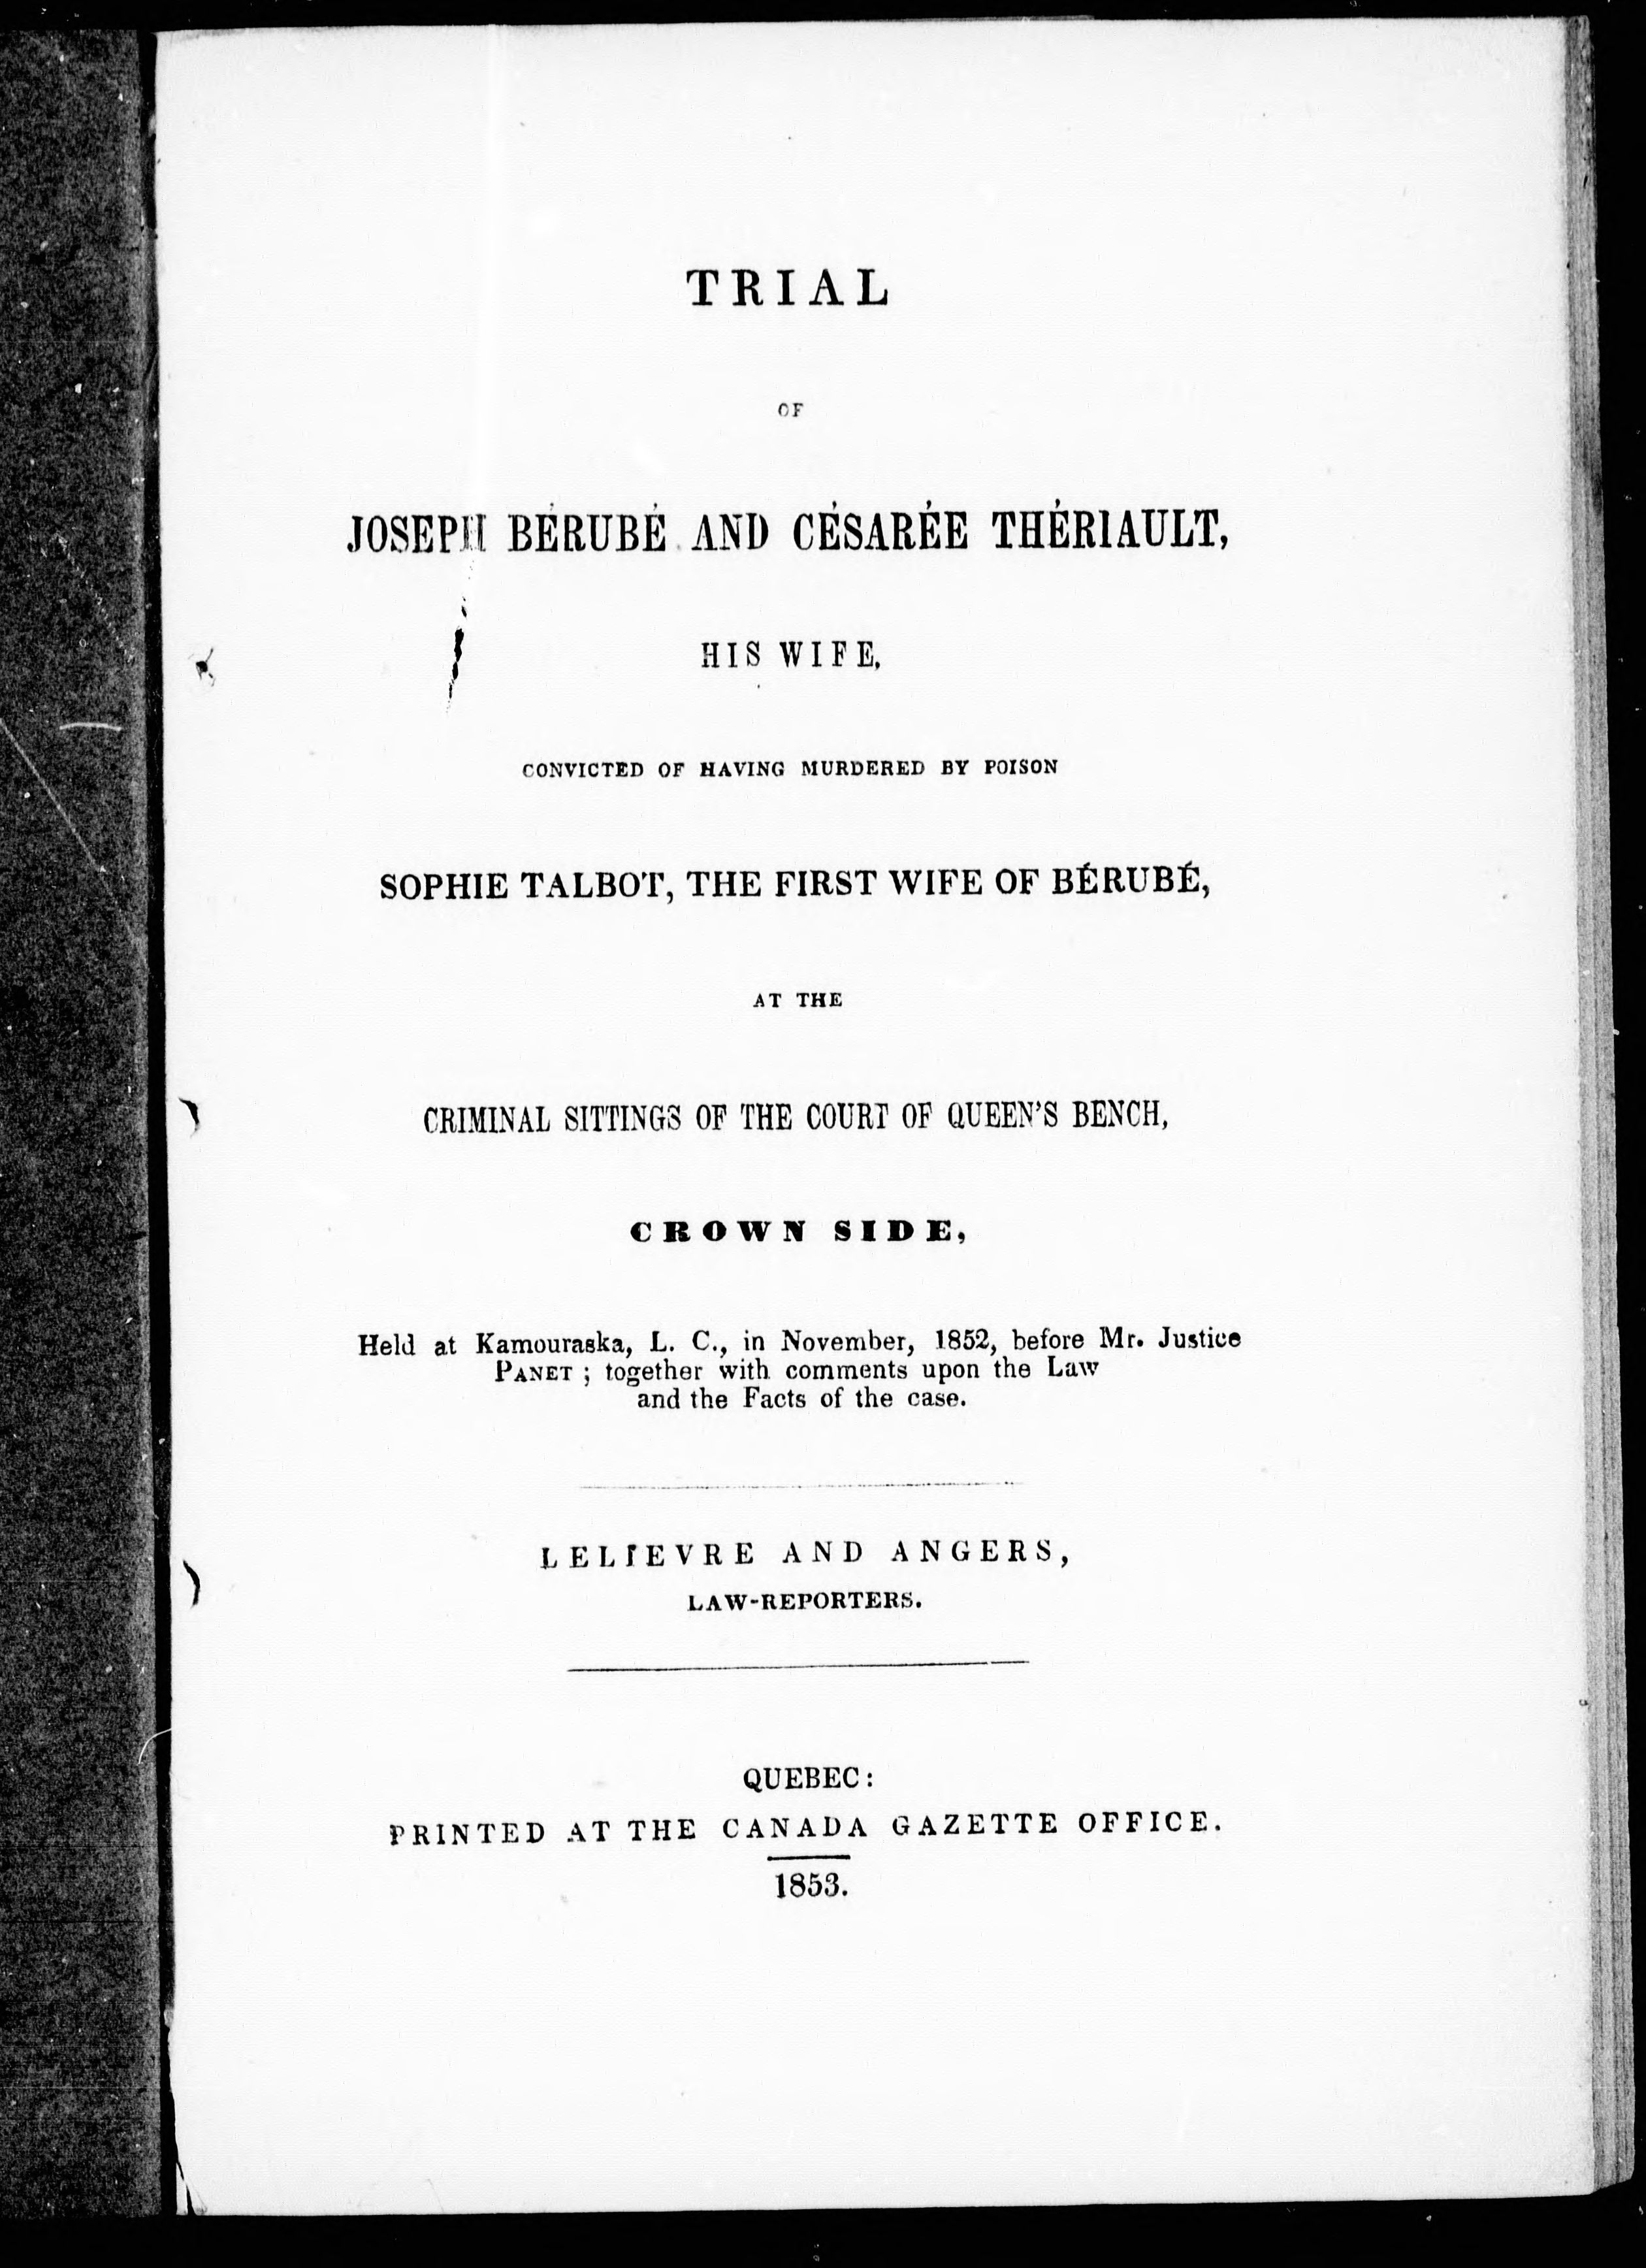 TRIAL
OF
JOSEPH BÉRUBÉ AND CÉSARÉE THÉRIAULT,
HIS WIFE,
CONVICTED OF HAVING MURDERED BY POISON
SOPHIE TALBOT, THE FIRST WIFE OF BÉRUBÉ,
AT THE
CRIMINAL SITTINGS OF THE COURT OF QUEEN'S BENCH,
CROWN SIDE,
Held at Kamouraska, L. C., in November, 1852, before Mr. Justice
PANET ; together with comments upon the Law
and the Facts of the case.
LELIEVRE AND ANGERS,
LAW-REPORTERS.
QUEBEC:
PRINTED AT THE CANADA GAZETTE OFFICE.
1853.